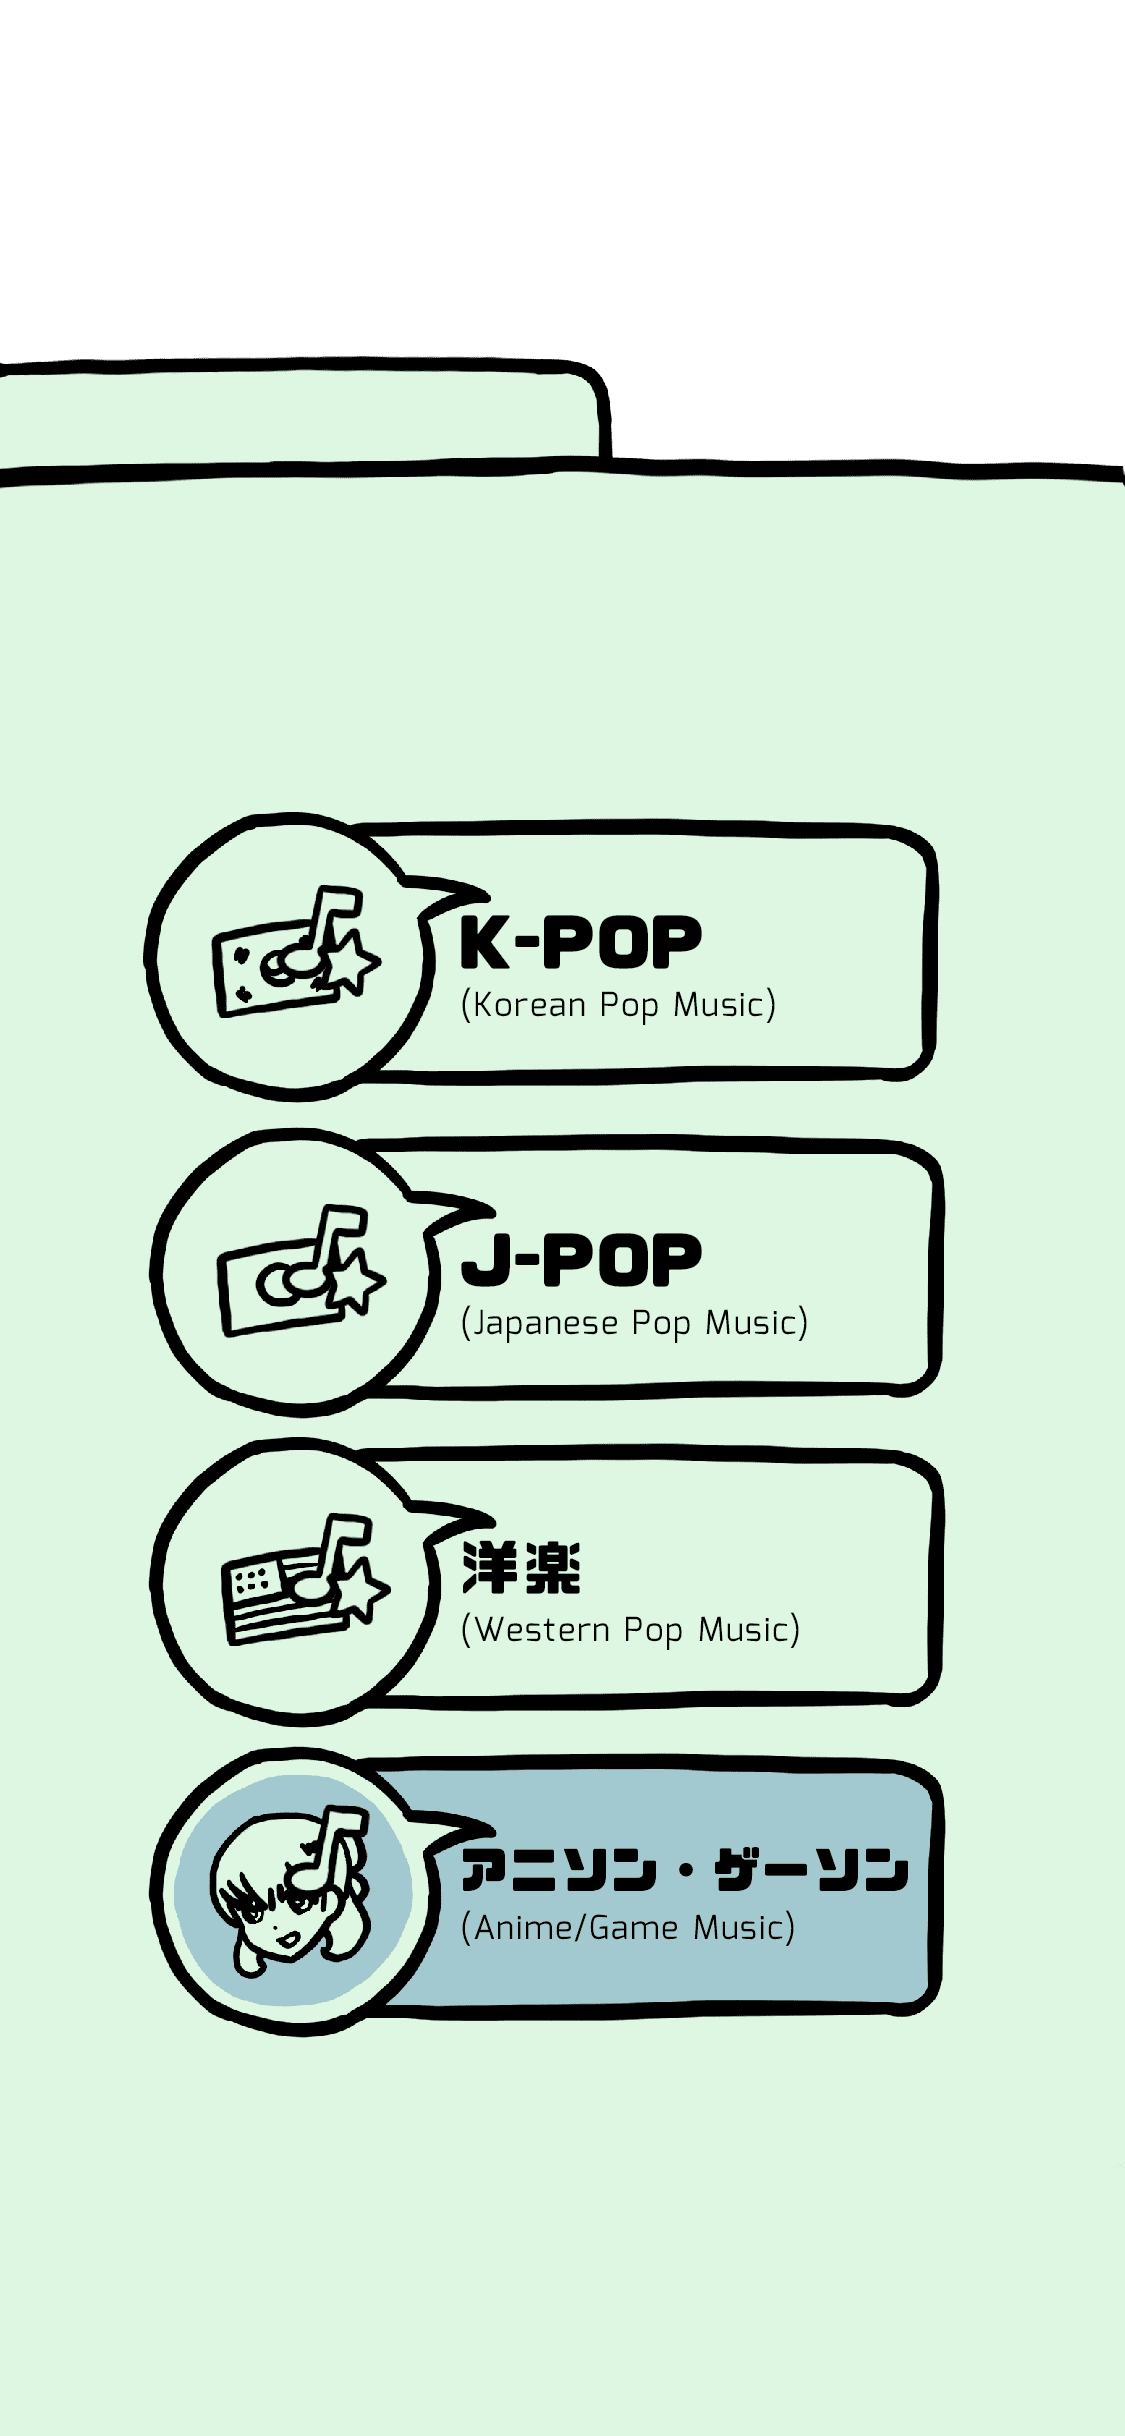 K-POP
(Korean Pop Music)
J-POP
(Japanese Pop Music)
洋楽
(Western Pop Music)
アニソン・ゲーソン
(Anime/Game Music)